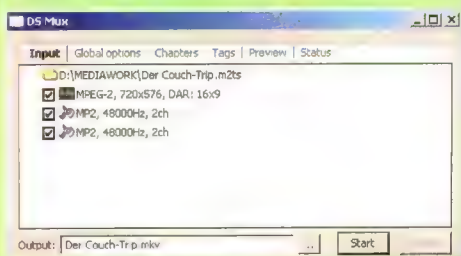 DS Mux
Input Global options Chapters Tags Preview Status
D:\MEDIAWORK\Der Couch-Trip.m2ts
MPEG-2, 720x576, DAR: 16x9
MP2, 48000Hz, 2ch
MP2, 48000Hz, 2ch
Output: Der Couch-Trip.mkv .. Start